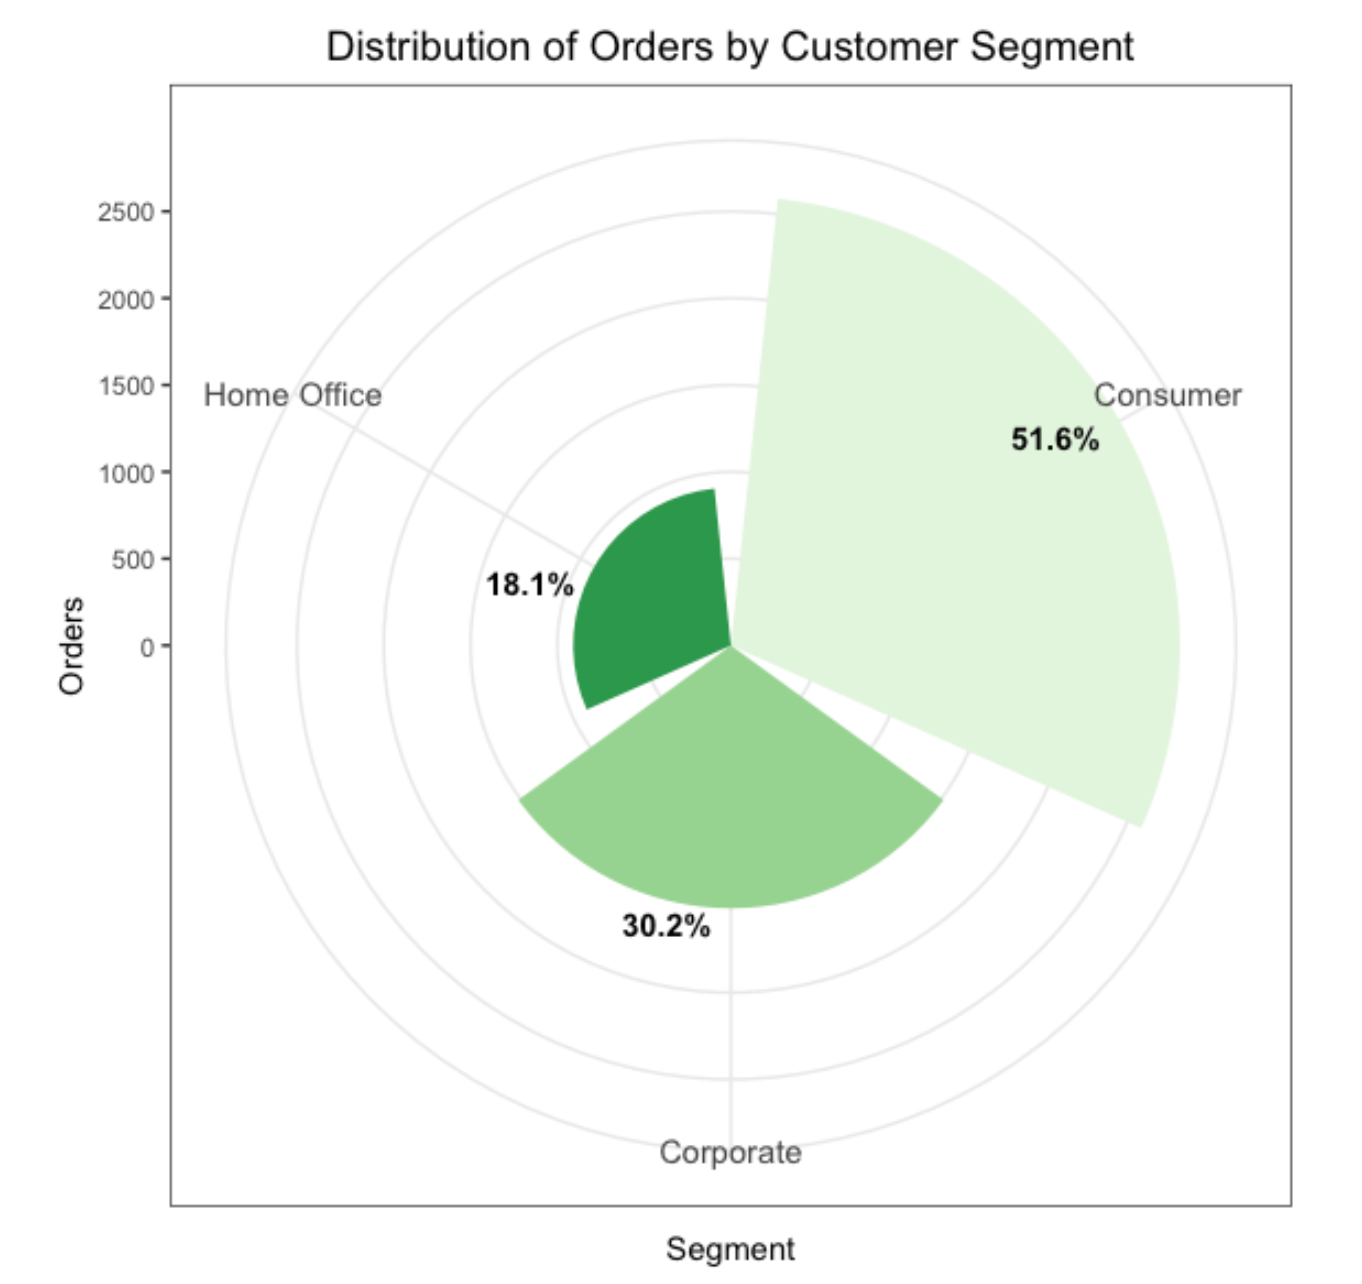 Distribution of Orders by Customer Segment
2500
2000
1500
1000
500
0
Orders
Home Office
Consumer
51.6%
18.1%
30.2%
Corporate
Segment